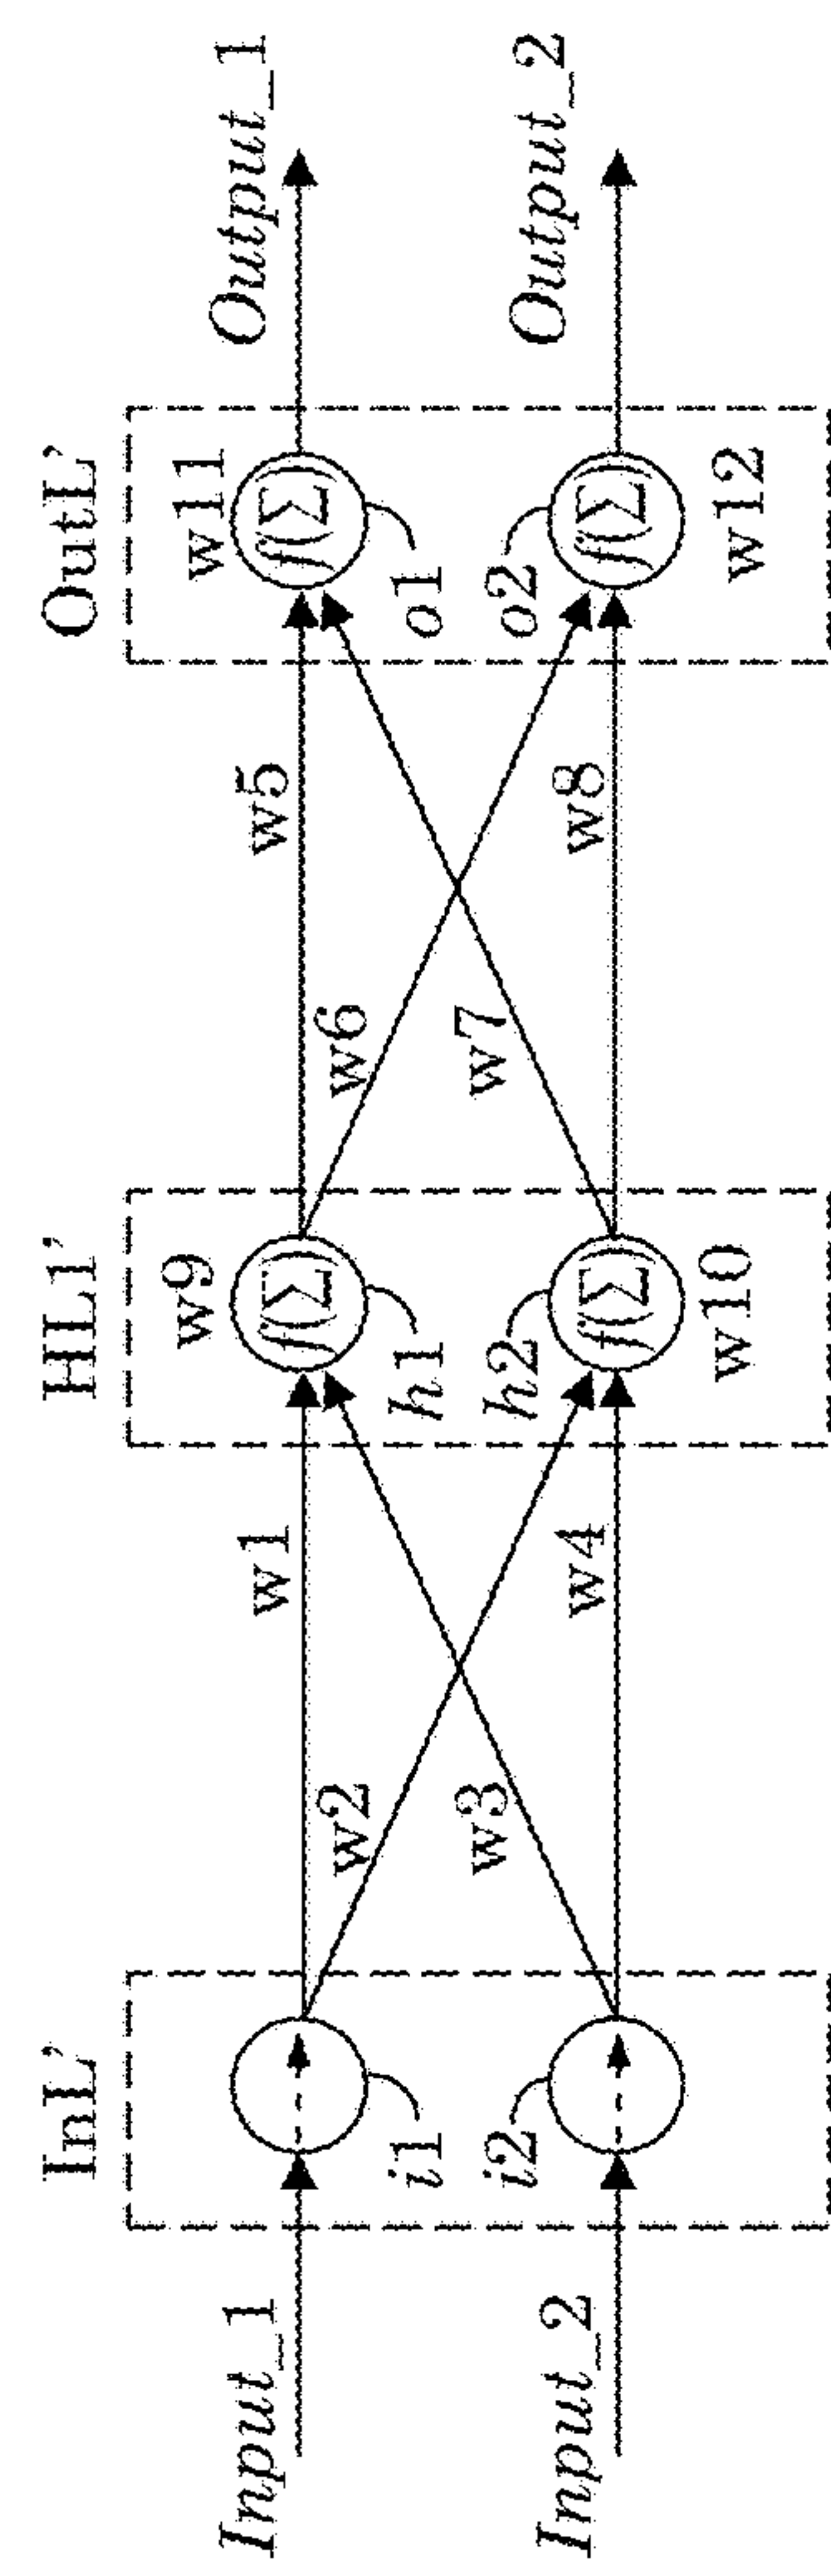 InL'
HL1'
OutL'
Input_1
w1
w9
f(Σ)
w5
w11
f(Σ)
Output_1
i1
w2
h1
w6
o1
i2
w3
h2
w7
o2
Input_2
w4
f(Σ)
w10
w8
f(Σ)
w12
Output_2